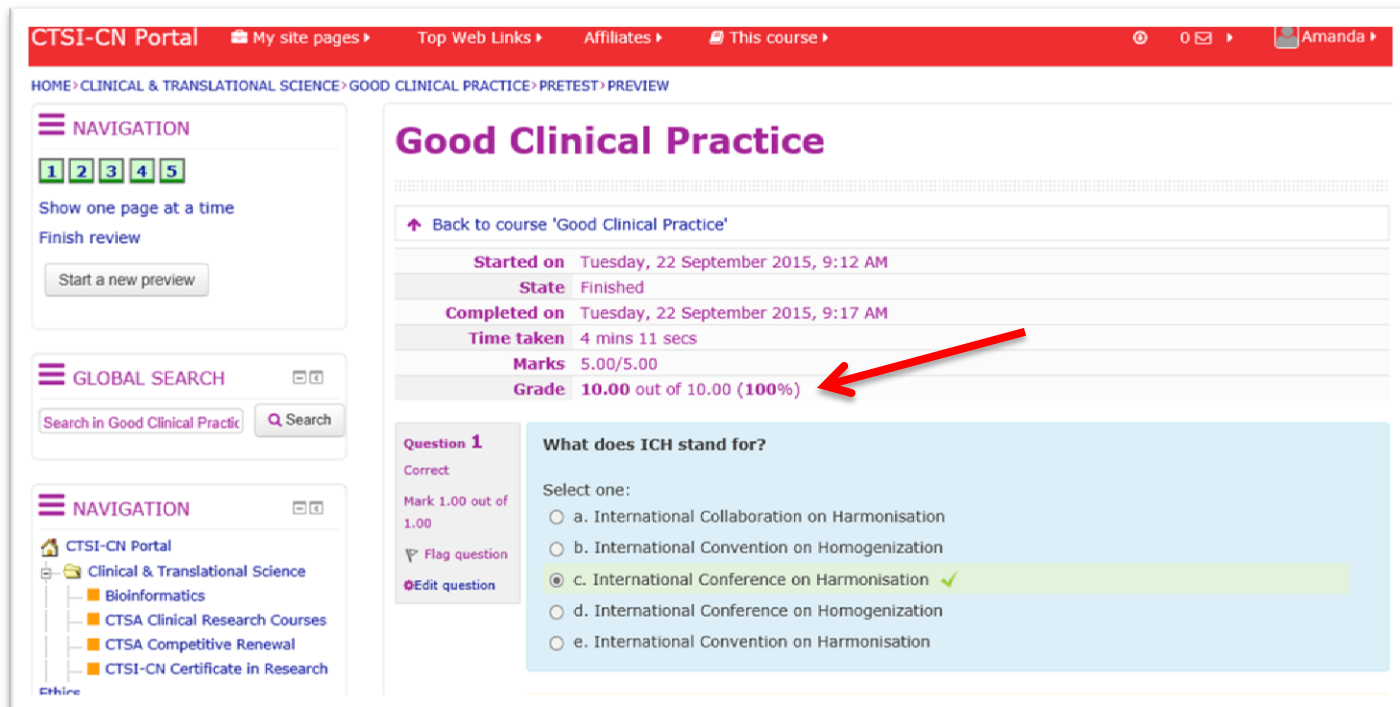 CTSI-CN Portal My site pages Top Web Links Affiliates This course 0 Amanda
HOME>CLINICAL & TRANSLATIONAL SCIENCE>GOOD CLINICAL PRACTICE>PRETEST>PREVIEW
NAVIGATION
1 2 3 4 5
Show one page at a time
Finish review
Start a new preview
GLOBAL SEARCH
Search in Good Clinical Practic Search
NAVIGATION
CTSI-CN Portal
Clinical & Translational Science
Bioinformatics
CTSA Clinical Research Courses
CTSA Competitive Renewal
CTSI-CN Certificate in Research
Ethics
Good Clinical Practice
Back to course 'Good Clinical Practice'
Started on Tuesday, 22 September 2015, 9:12 AM
State Finished
Completed on Tuesday, 22 September 2015, 9:17 AM
Time taken 4 mins 11 secs
Marks 5.00/5.00
Grade 10.00 out of 10.00 (100%)
Question 1
Correct
Mark 1.00 out of
1.00
Flag question
Edit question
What does ICH stand for?
Select one:
a. International Collaboration on Harmonisation
b. International Convention on Homogenization
c. International Conference on Harmonisation
d. International Conference on Homogenization
e. International Convention on Harmonisation